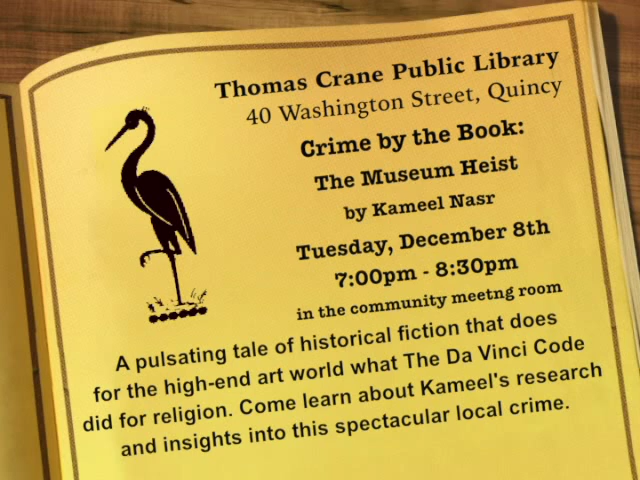 Thomas Crane Public Library
40 Washington Street, Quincy
Crime by the Book:
The Museum Heist
by Kameel Nasr
Tuesday, December 8th
7:00pm - 8:30pm
in the community meetng room
A pulsating tale of historical fiction that does
for the high-end art world what The Da Vinci Code
did for religion. Come learn about Kameel's research
and insights into this spectacular local crime.